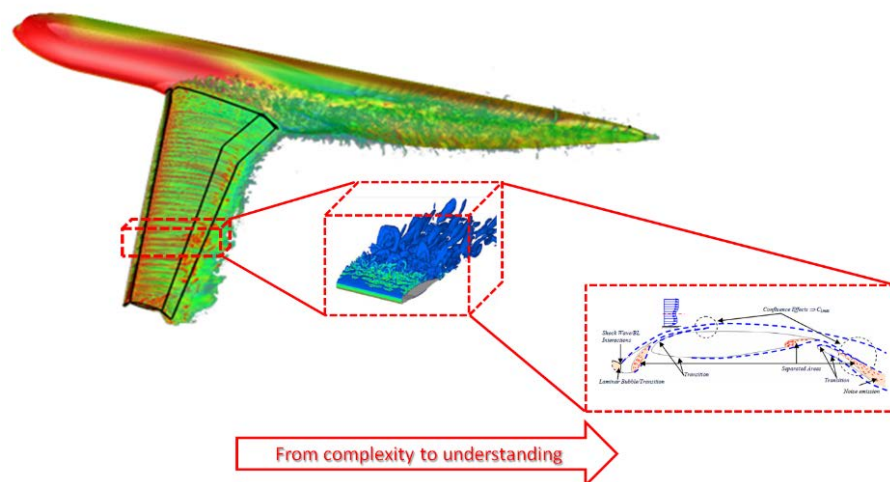 Confluence Effects to CLmax
Shock Wave/BL
Interactions
Laminar Bubble/Transition
Transition
Separated Areas
Transition
Noise emission
From complexity to understanding